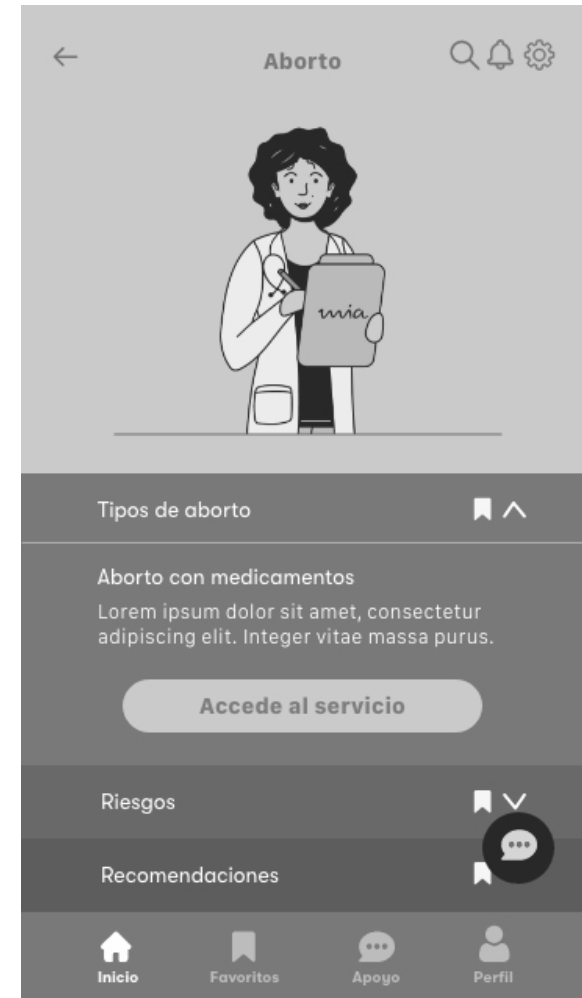 Aborto
mia
Tipos de aborto
Aborto con medicamentos
Lorem ipsum dolor sit amet, consectetur
adipiscing elit. Integer vitae massa purus.
Accede al servicio
Riesgos
Recomendaciones
Inicio Favoritos Apoyo Perfil